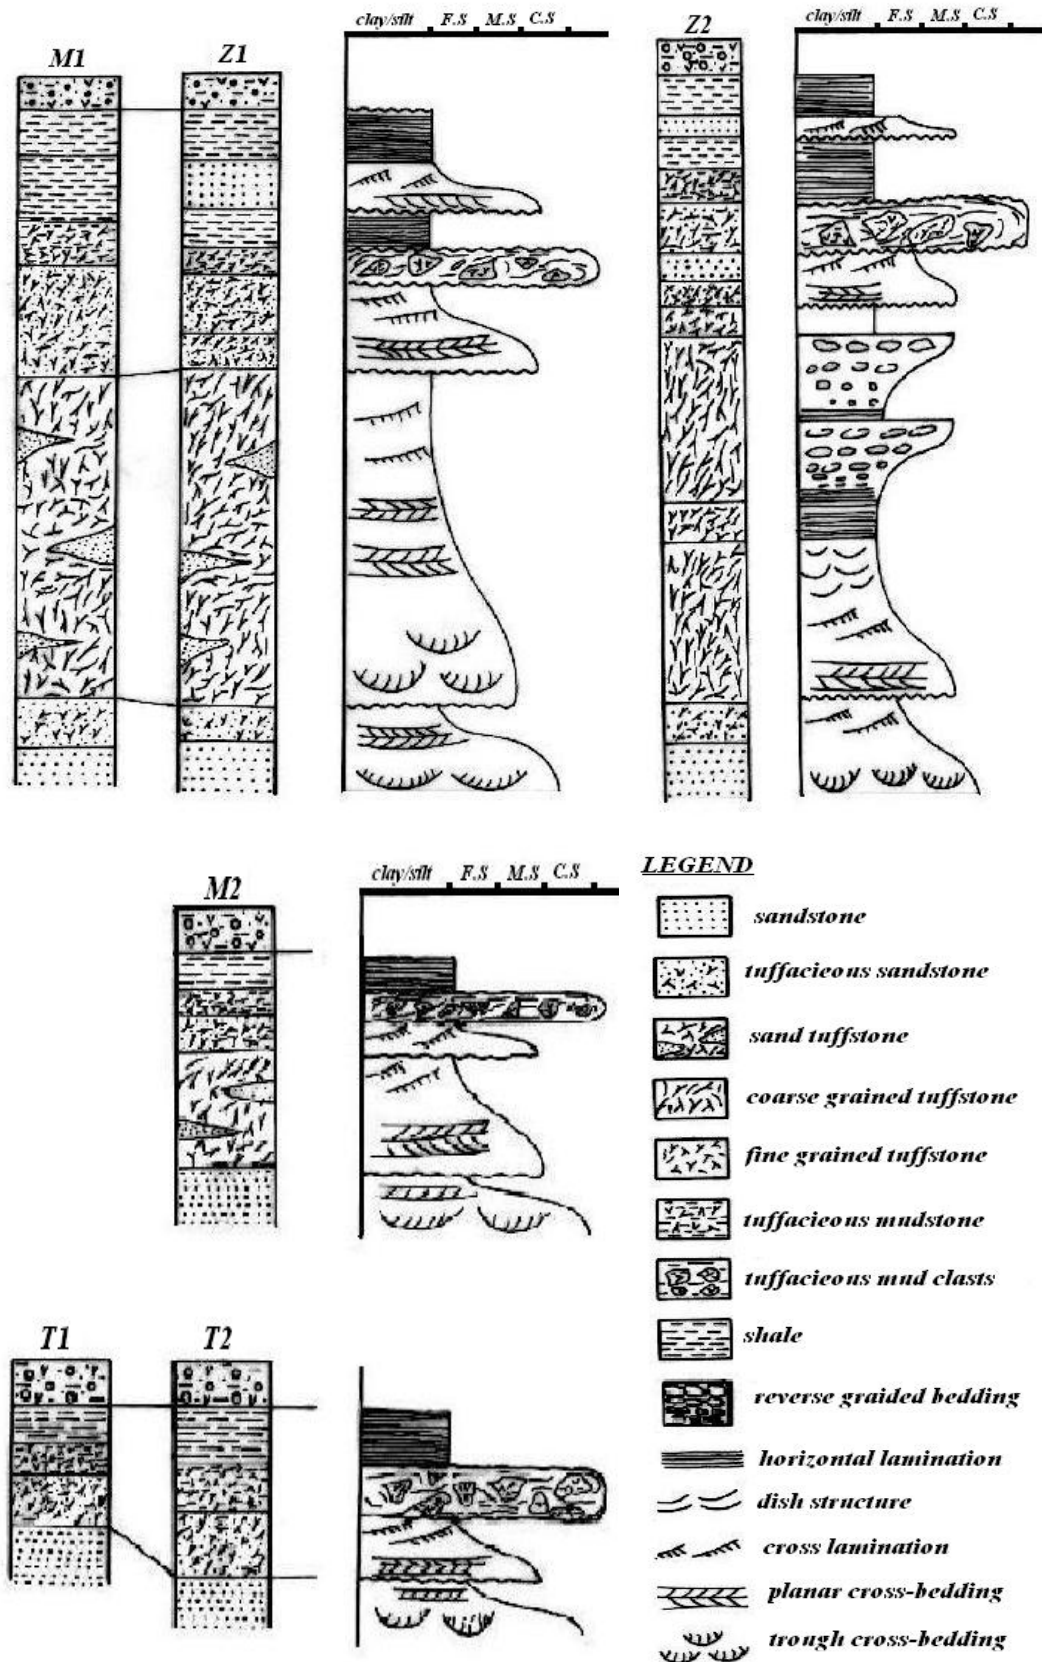 clay/silt F.S M.S C.S
M1 Z1
clay/silt F.S M.S C.S
Z2
clay/silt F.S M.S C.S
M2
LEGEND
sandstone
tuffacieous sandstone
sand tuffstone
coarse grained tuffstone
fine grained tuffstone
tuffacieous mudstone
tuffacieous mud clasts
shale
reverse graided bedding
horizontal lamination
dish structure
cross lamination
planar cross-bedding
trough cross-bedding
T1 T2